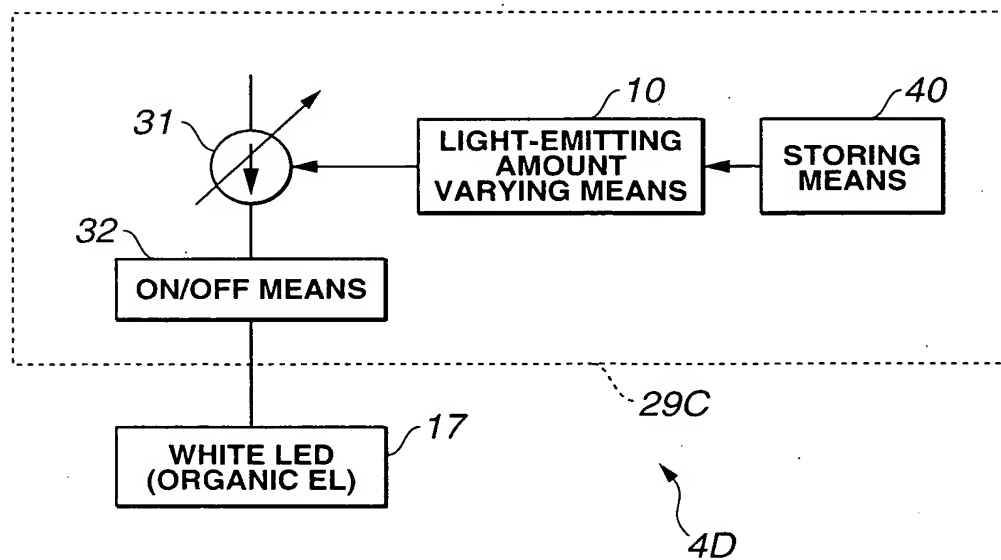 10
40
31
LIGHT-EMITTING
AMOUNT
VARYING MEANS
STORING
MEANS
32
ON/OFF MEANS
29C
17
WHITE LED
(ORGANIC EL)
4D